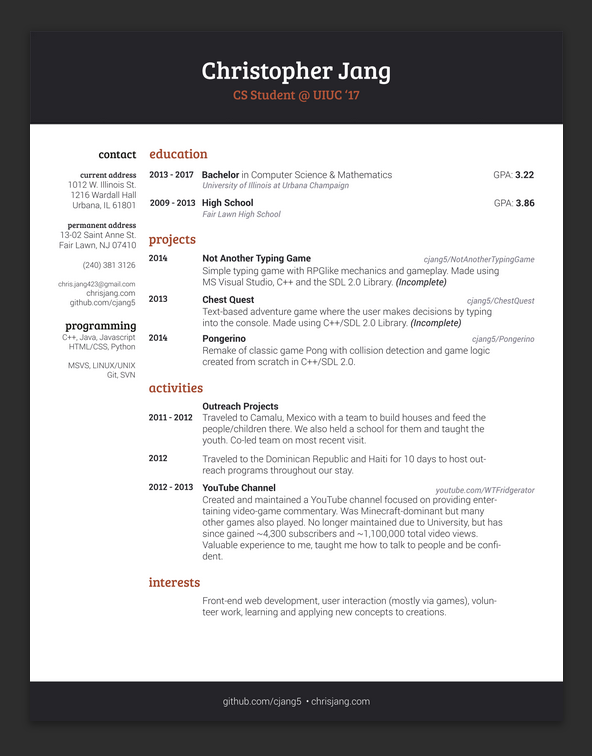 Christopher Jang
CS Student @ UIUC '17
contact
current address
1012 W. Illinois St.
1216 Wardall Hall
Urbana, IL 61801
permanent address
13-02 Saint Anne St.
Fair Lawn, NJ 07410
(240) 381 3126
chris.jang423@gmail.com
chrisjang.com
github.com/cjang5
programming
C++, Java, Javascript
HTML/CSS, Python
MSVS, LINUX/UNIX
Git, SVN
education
2013 - 2017 Bachelor in Computer Science & Mathematics GPA: 3.22
University of Illinois at Urbana Champaign
2009 - 2013 High School GPA: 3.86
Fair Lawn High School
projects
2014 Not Another Typing Game cjang5/NotAnotherTypingGame
Simple typing game with RPGlike mechanics and gameplay. Made using
MS Visual Studio, C++ and the SDL 2.0 Library. (Incomplete)
2013 Chest Quest cjang5/ChestQuest
Text-based adventure game where the user makes decisions by typing
into the console. Made using C++/SDL 2.0 Library. (Incomplete)
2014 Pongerino cjang5/Pongerino
Remake of classic game Pong with collision detection and game logic
created from scratch in C++/SDL 2.0.
activities
Outreach Projects
2011 - 2012 Traveled to Camalu, Mexico with a team to build houses and feed the
people/children there. We also held a school for them and taught the
youth. Co-led team on most recent visit.
2012 Traveled to the Dominican Republic and Haiti for 10 days to host out-
reach programs throughout our stay.
2012 - 2013 YouTube Channel youtube.com/WTFridgerator
Created and maintained a YouTube channel focused on providing enter-
taining video-game commentary. Was Minecraft-dominant but many
other games also played. No longer maintained due to University, but has
since gained ~4,300 subscribers and ~1,100,000 total video views.
Valuable experience to me, taught me how to talk to people and be confi-
dent.
interests
Front-end web development, user interaction (mostly via games), volun-
teer work, learning and applying new concepts to creations.
github.com/cjang5 • chrisjang.com